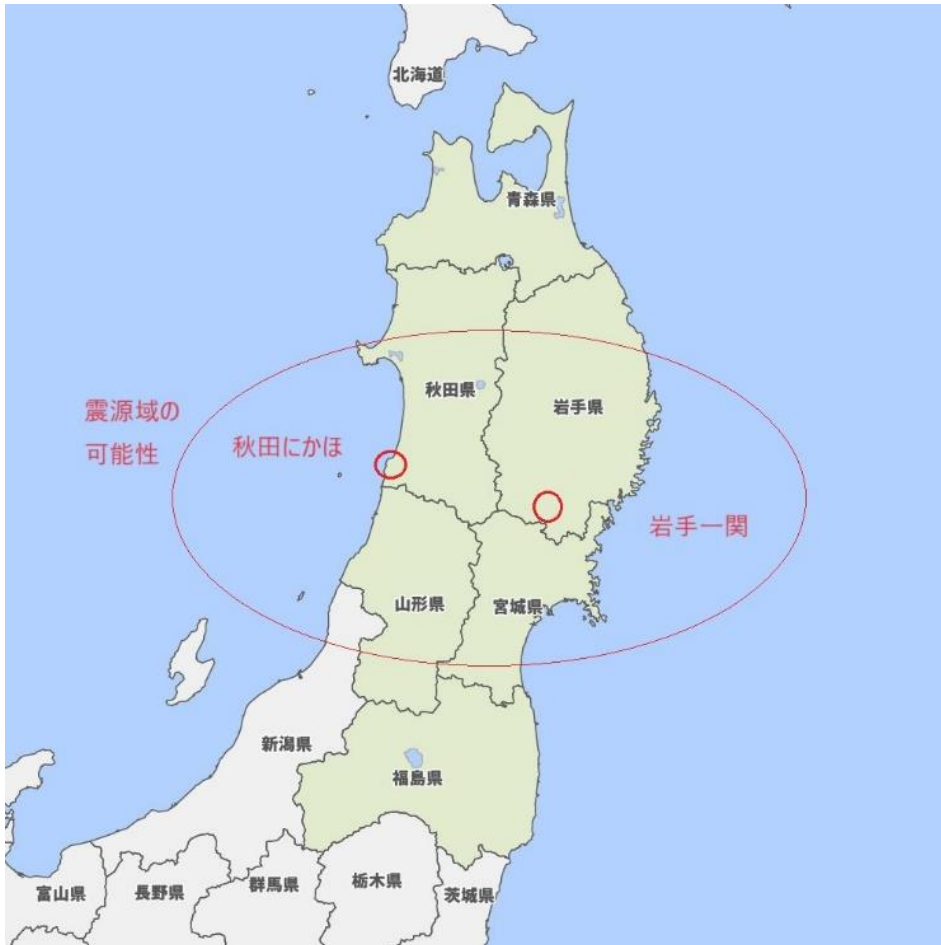 北海道
青森県
秋田県
岩手県
震源域の
可能性
秋田にかほ
岩手一関
山形県
宮城県
新潟県
福島県
富山県
長野県
群馬県
栃木県
茨城県